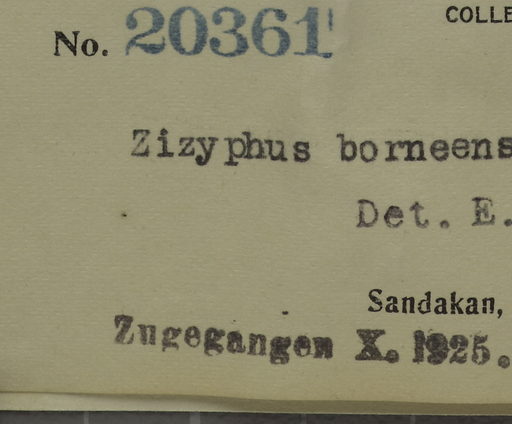 COLLE
No. 20361
Zizyphus borneens
Det. E.
Sandakan,
Zugegangen X. 1925.